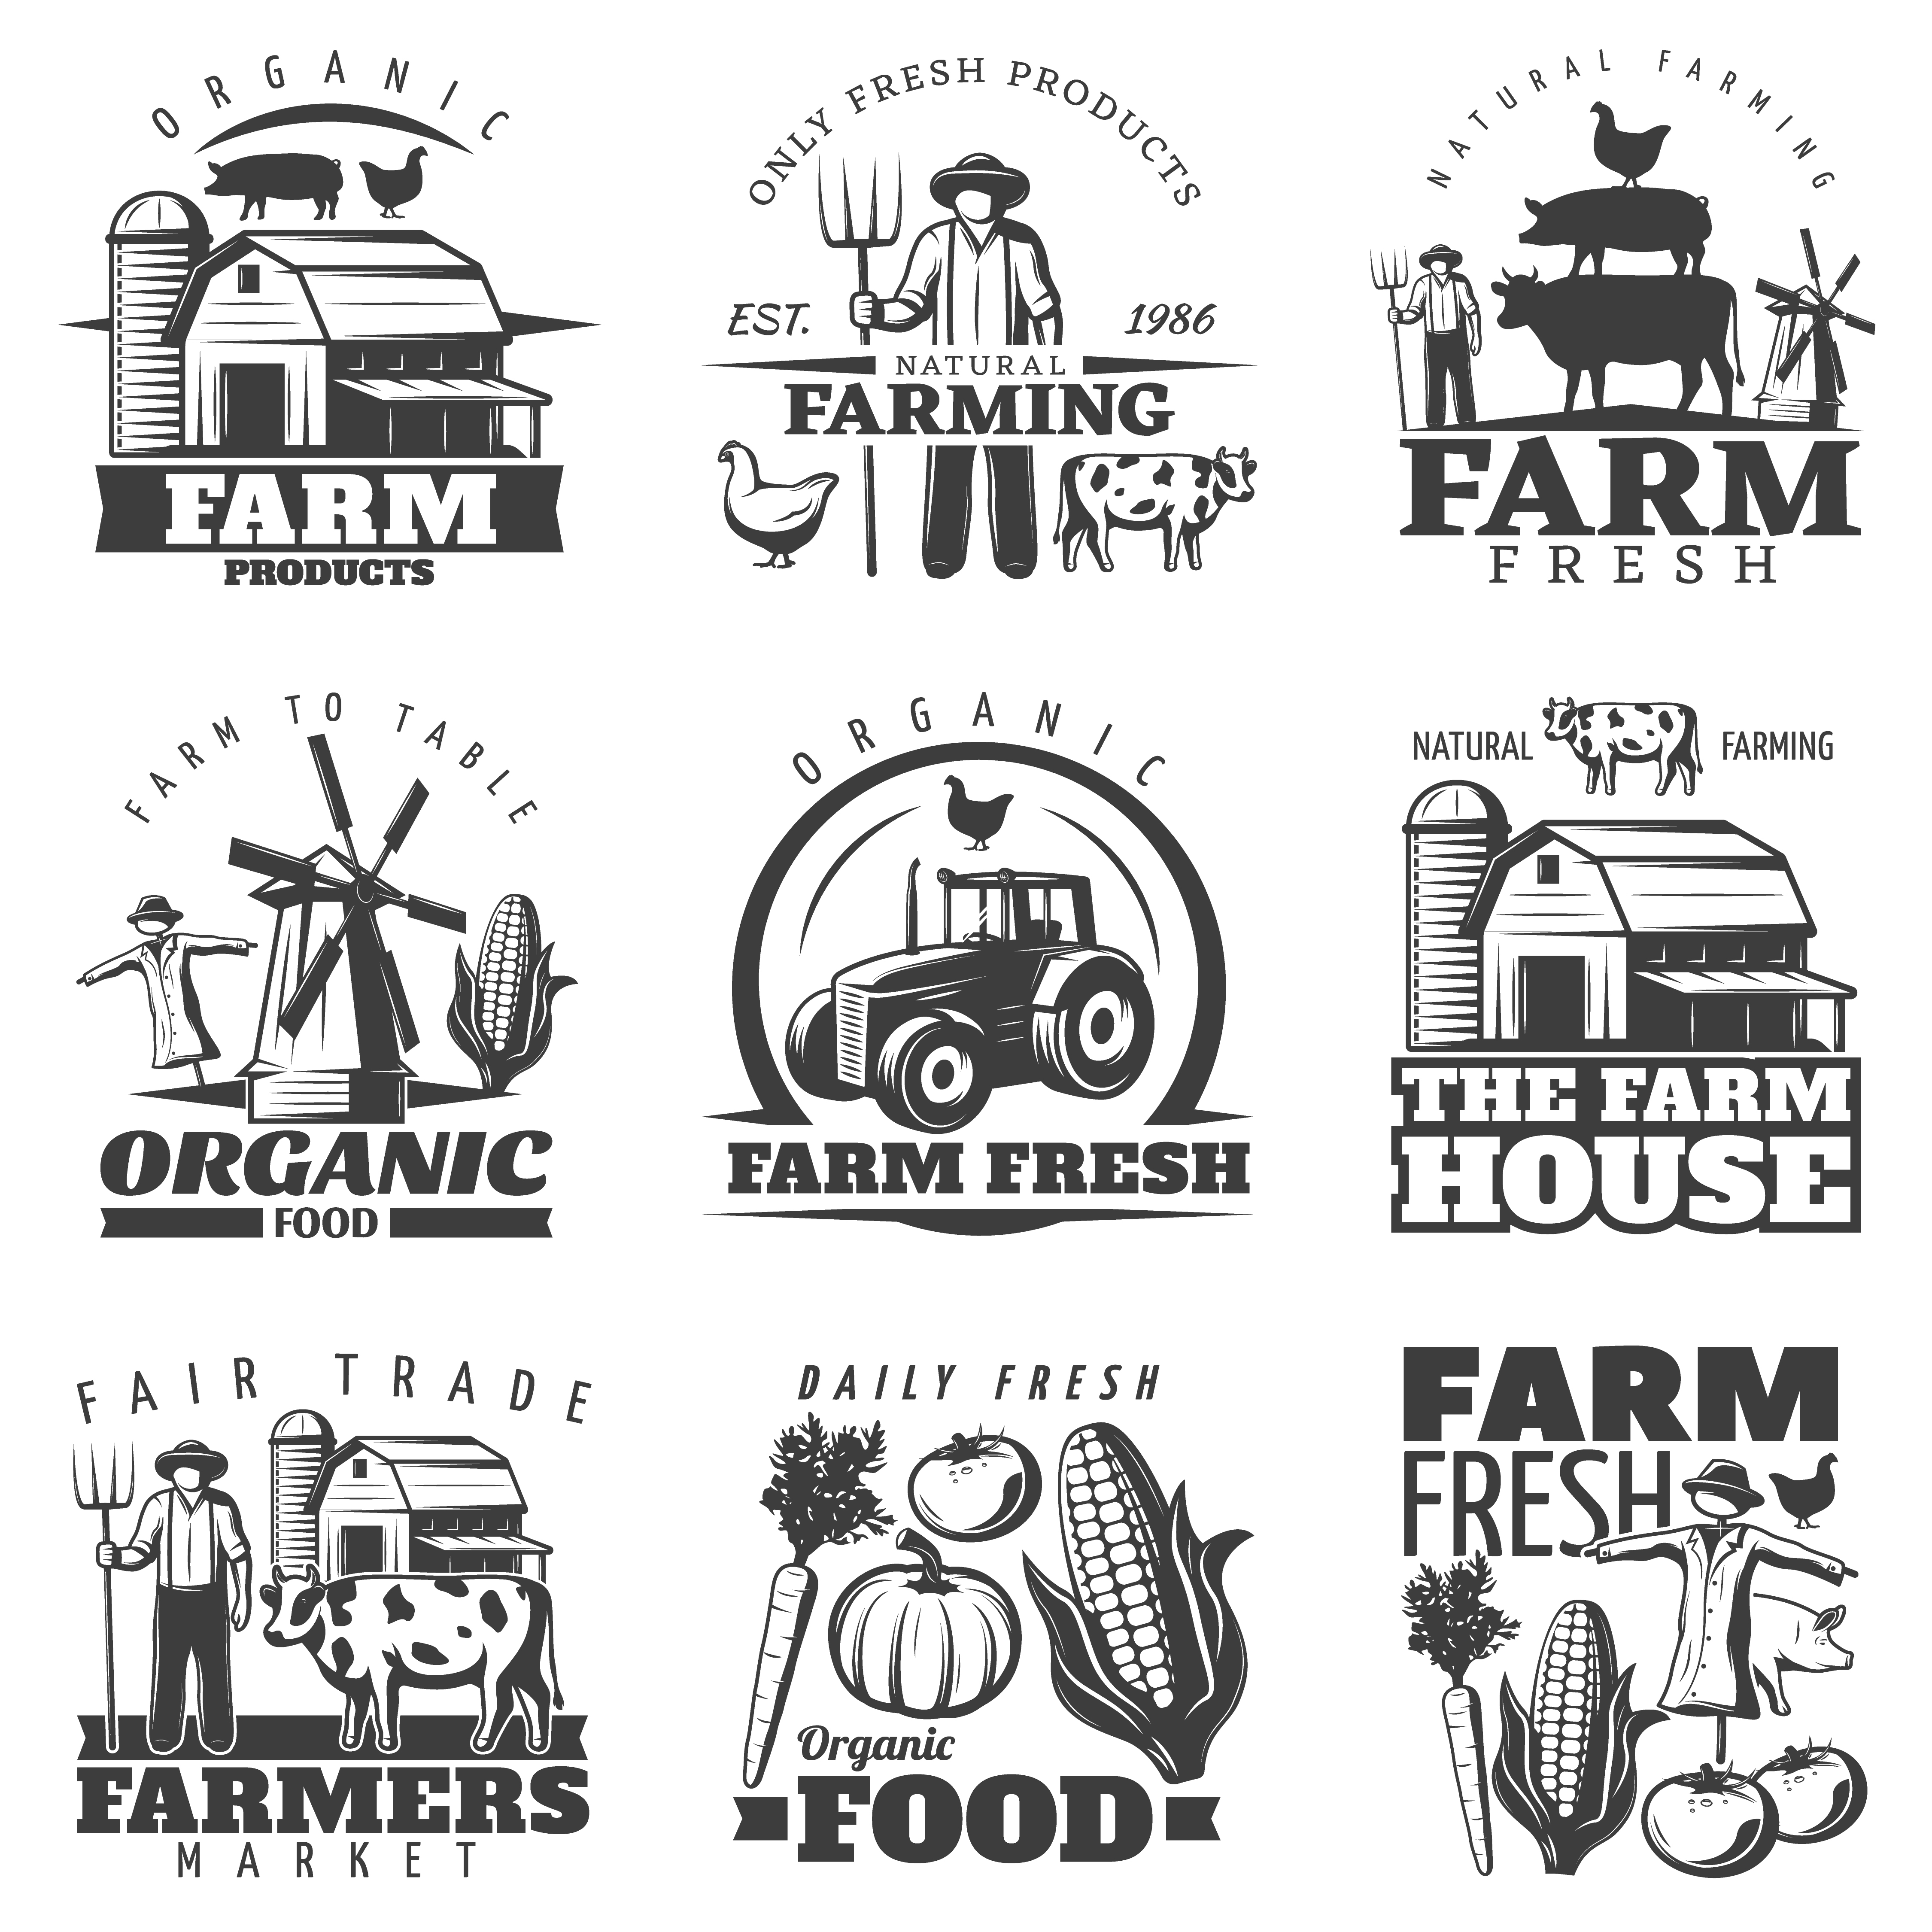 ORGANIC
FARM
PRODUCTS
ONLY FRESH PRODUCTS
EST. 1986
NATURAL
FARMING
NATURAL FARMING
FARM
FRESH
FARM TO TABLE
ORGANIC
FOOD
ORGANIC
FARM FRESH
NATURAL FARMING
THE FARM
HOUSE
FAIR TRADE
FARMERS
MARKET
DAILY FRESH
Organic
FOOD
FARM
FRESH